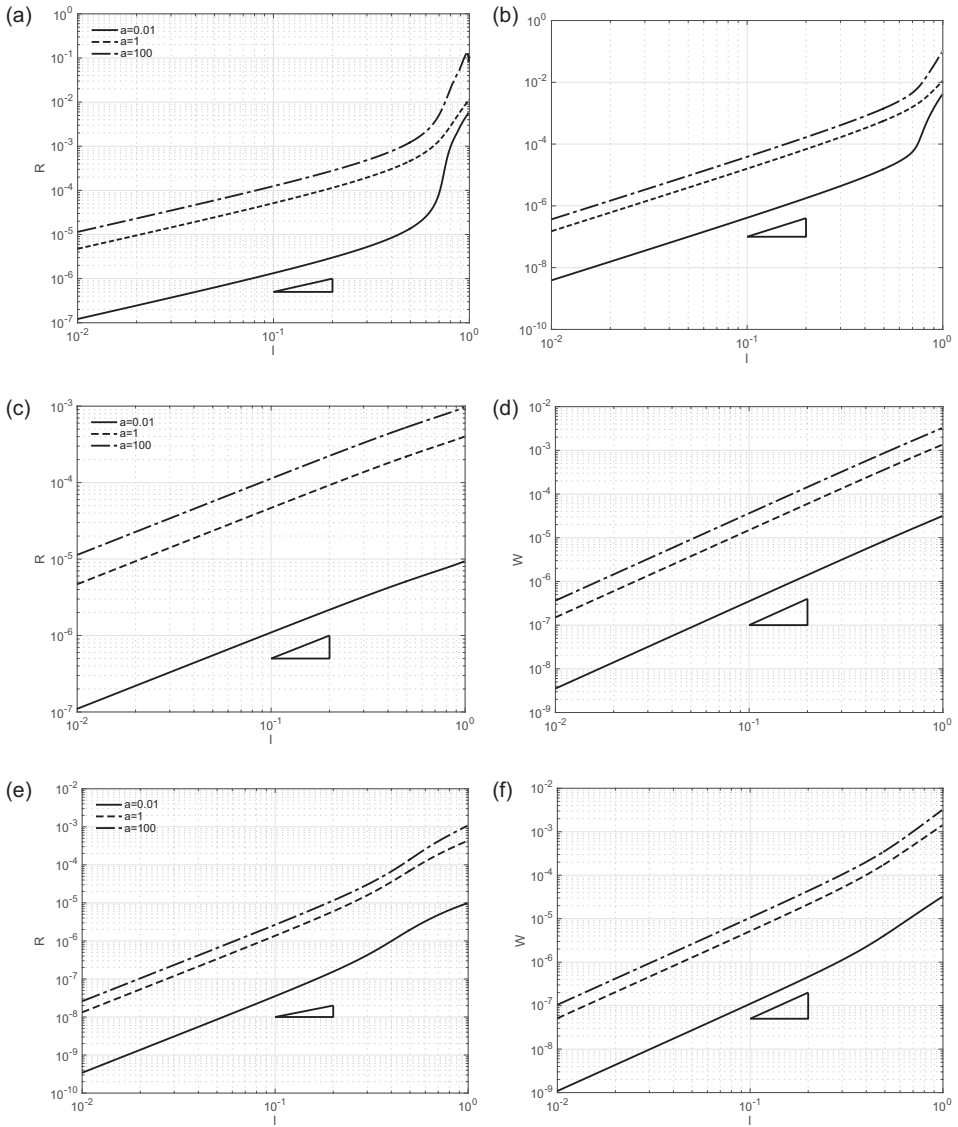 (a)
10^0
10^-1
10^-2
10^-3
10^-4
10^-5
10^-6
10^-7
R
a=0.01
a=1
a=100
10^-2
10^-1
10^0
I
(b)
10^0
10^-2
10^-4
10^-6
10^-8
10^-10
10^-2
10^-1
10^0
I
(c)
10^-3
10^-4
10^-5
10^-6
10^-7
R
a=0.01
a=1
a=100
10^-2
10^-1
10^0
I
(d)
10^-2
10^-3
10^-4
10^-5
10^-6
10^-7
10^-8
10^-9
W
10^-2
10^-1
10^0
I
(e)
10^-2
10^-3
10^-4
10^-5
10^-6
10^-7
10^-8
10^-9
10^-10
R
a=0.01
a=1
a=100
10^-2
10^-1
10^0
I
(f)
10^-2
10^-3
10^-4
10^-5
10^-6
10^-7
10^-8
10^-9
W
10^-2
10^-1
10^0
I